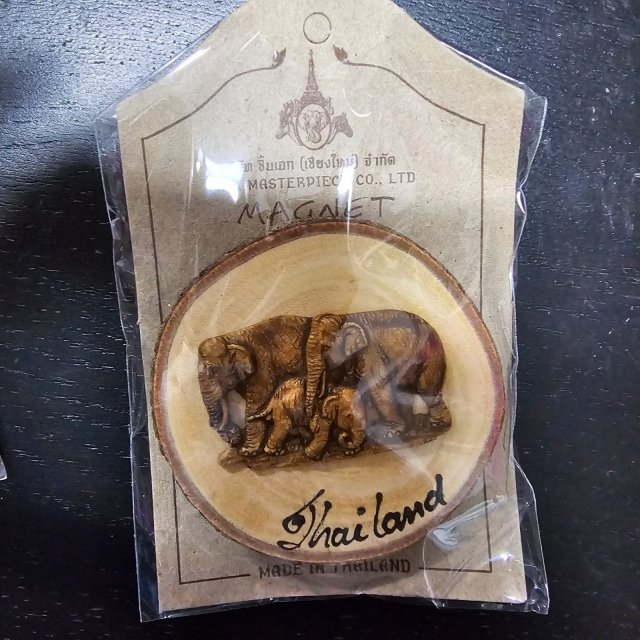 ชิ้นเอก (เชียงใหม่) จำกัด
MASTERPIECE CO., LTD
MAGNET
Thailand
MADE IN THAILAND